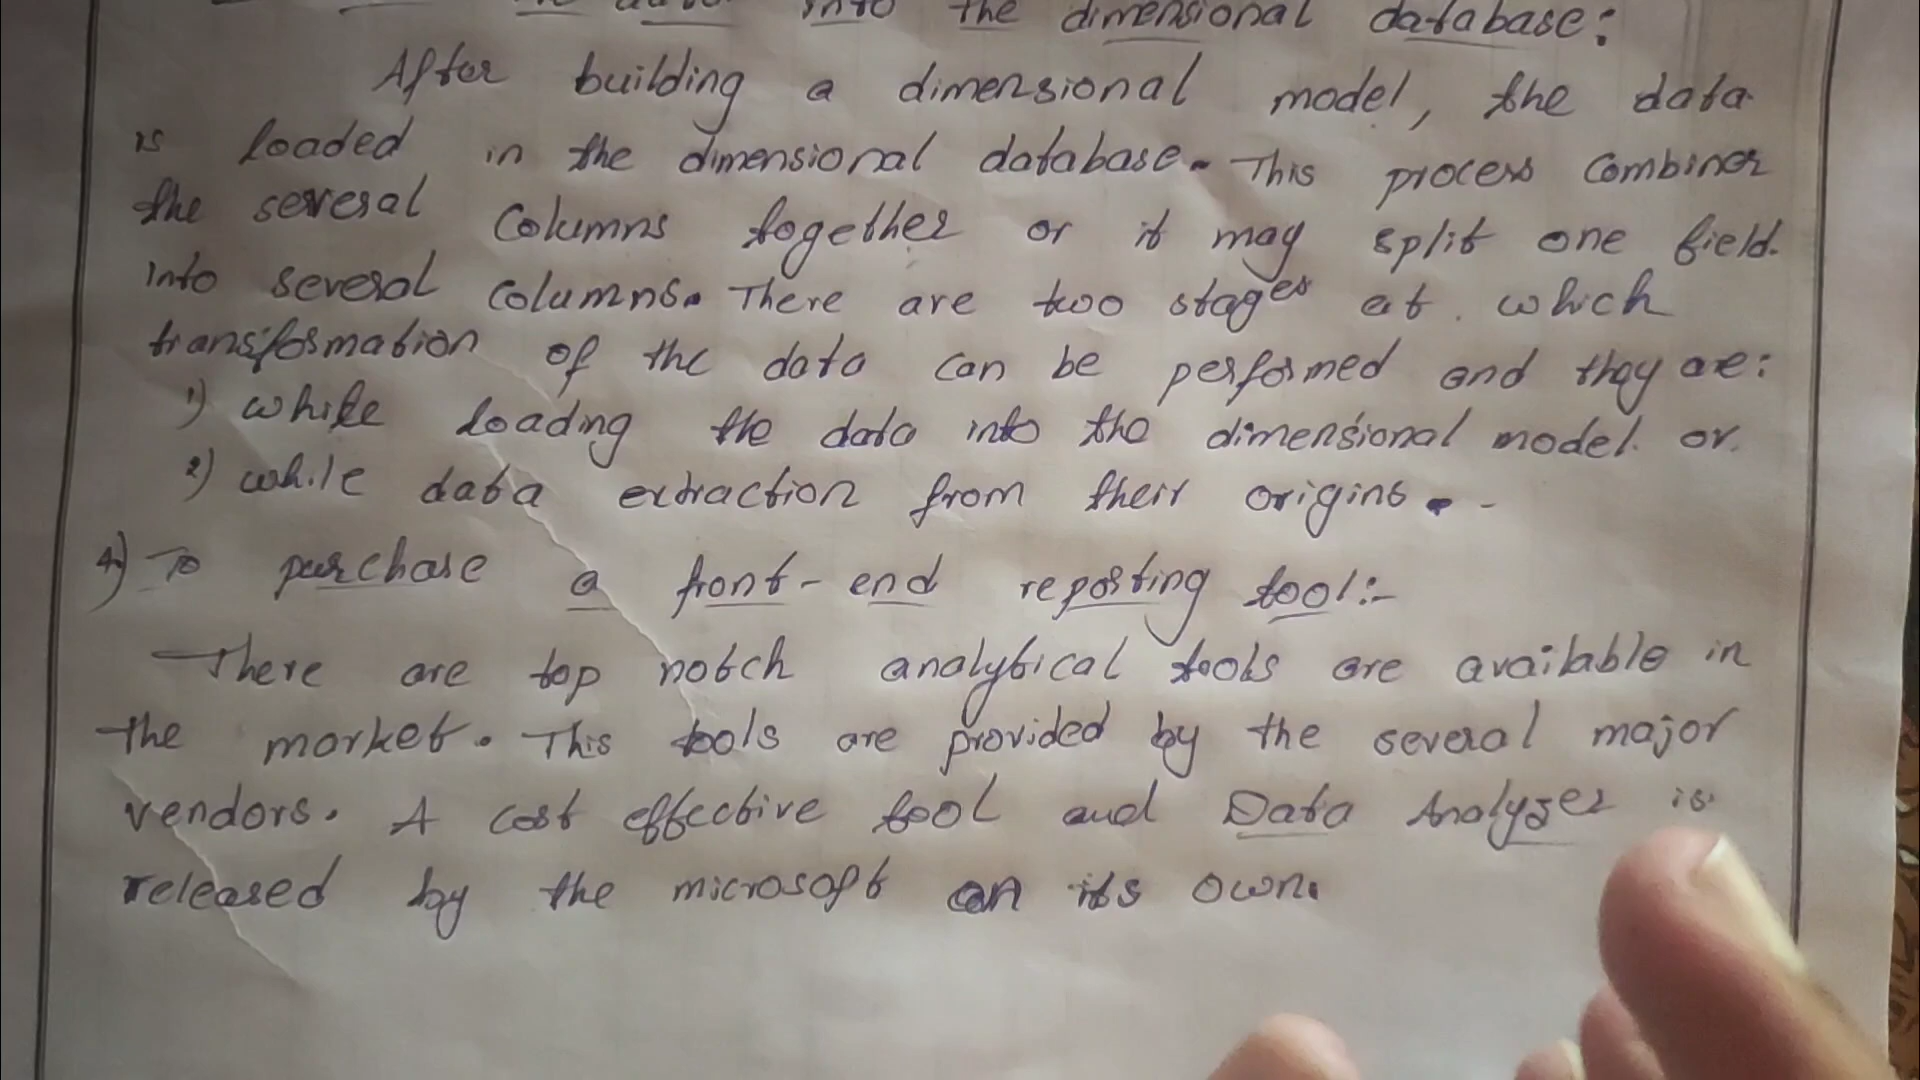 the data into the dimensional database:
After building a dimensional model, the data
is loaded in the dimensional database. This process combines
the several columns together or it may split one field.
into several columns. There are two stages at which
transformation of the data can be performed and they are:
1) while loading the data into the dimensional model. or.
2) while data extraction from their origins. -
4) To purchase a front-end reporting tool:-
There are top notch analytical tools are available in
the market. This tools are provided by the several major
vendors. A cost effective tool and Data Analyzer is
released by the microsoft on its own.